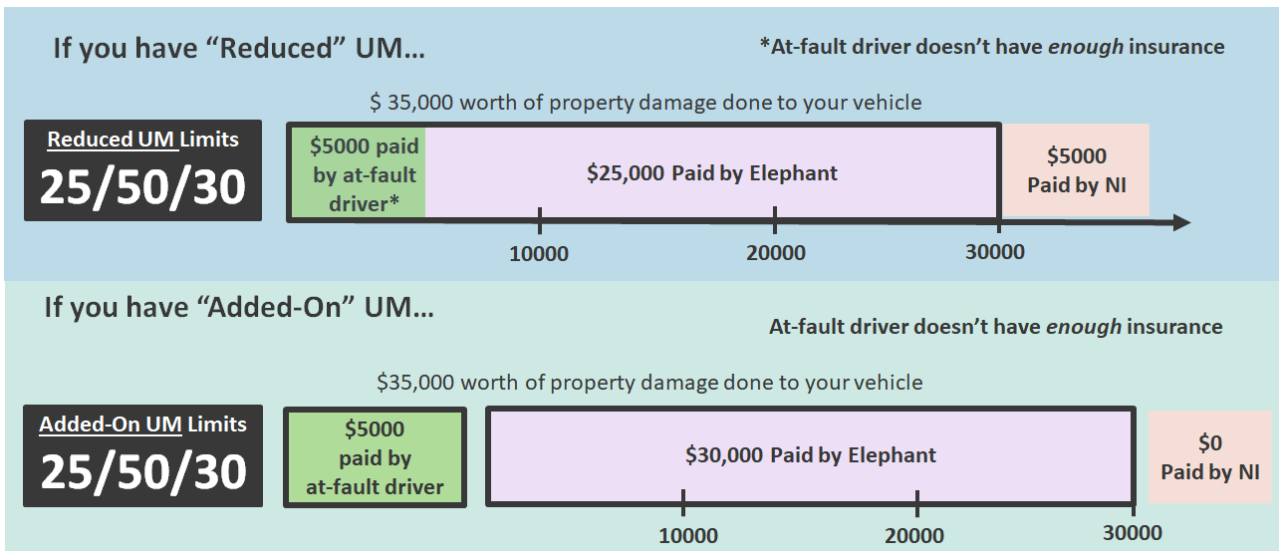 If you have “Reduced” UM…
*At-fault driver doesn’t have enough insurance
$ 35,000 worth of property damage done to your vehicle
Reduced UM Limits
25/50/30
$5000 paid
by at-fault
driver*
$25,000 Paid by Elephant
$5000
Paid by NI
10000
20000
30000
If you have “Added-On” UM…
At-fault driver doesn’t have enough insurance
$35,000 worth of property damage done to your vehicle
Added-On UM Limits
25/50/30
$5000
paid by
at-fault driver
$30,000 Paid by Elephant
$0
Paid by NI
10000
20000
30000